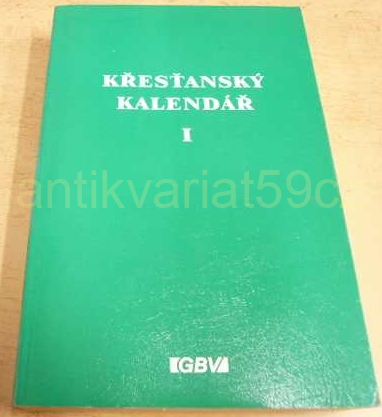 KŘESŤANSKÝ
KALENDÁŘ
I
antikvariat59c
GBV